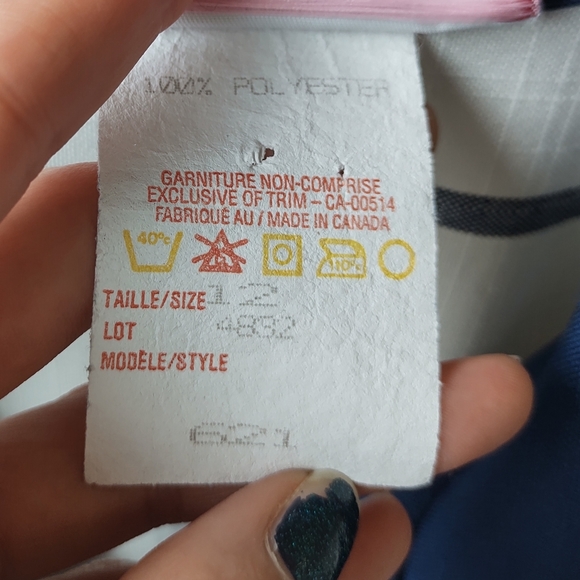 100% POLYESTER
GARNITURE NON-COMPRISE
EXCLUSIVE OF TRIM – CA-00514
FABRIQUÉ AU / MADE IN CANADA
40°c 110°c
TAILLE/SIZE 12
LOT 4832
MODÈLE/STYLE
621